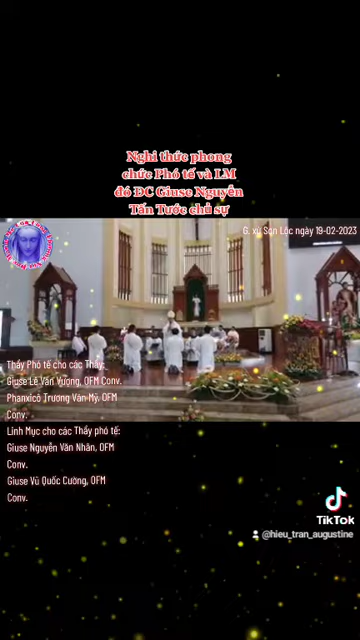 Nghi thức phong
chức Phó tế và LM
do ĐC Giuse Nguyễn
Tấn Tước chủ sự
G. xứ Sơn Lộc ngày 19-02-2023
Thầy Phó tế cho các Thầy:
Giuse Lê Văn Vượng, OFM Conv.
Phanxicô Trương Văn Mỹ, OFM
Conv.
Linh Mục cho các Thầy phó tế:
Giuse Nguyễn Văn Nhân, OFM
Conv.
Giuse Vũ Quốc Cường, OFM
Conv.
TikTok
@hieu_tran_augustine